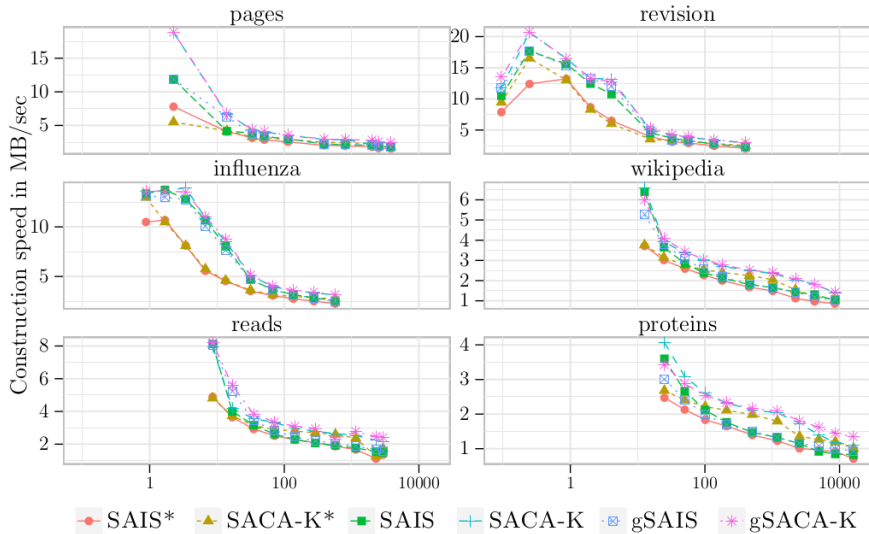 pages
revision
Construction speed in MB/sec
15
10
5
20
15
10
5
influenza
wikipedia
10
5
6
5
4
3
2
1
reads
proteins
8
6
4
2
4
3
2
1
1 100 10000
1 100 10000
SAIS* SACA-K* SAIS SACA-K gSAIS gSACA-K